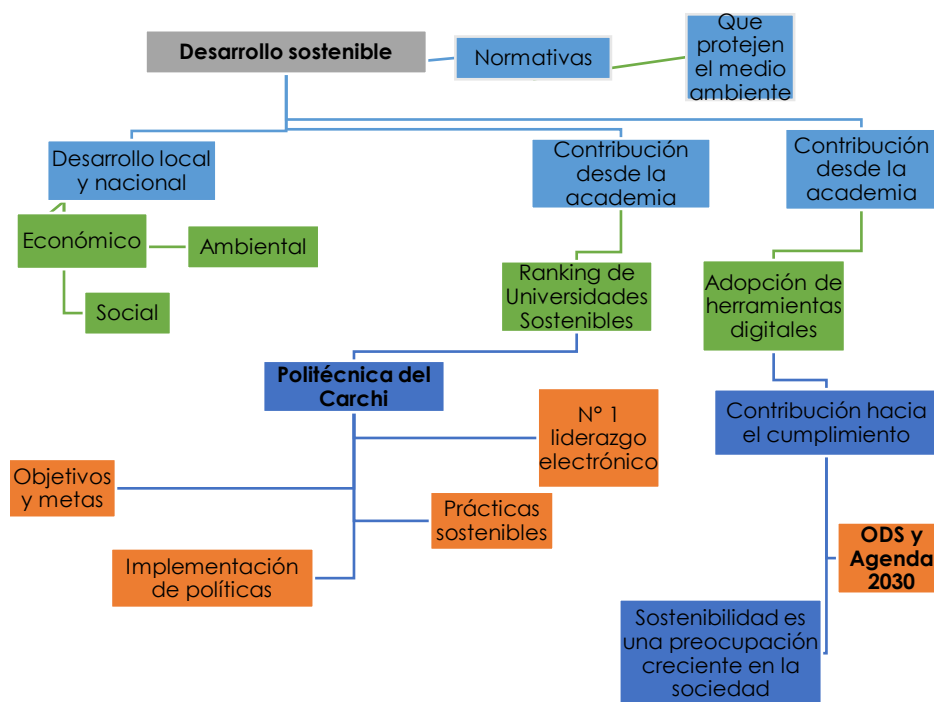 Desarrollo sostenible
Normativas
Que
protejen
el medio
ambiente
Desarrollo local
y nacional
Contribución
desde la
academia
Contribución
desde la
academia
Económico
Ambiental
Social
Ranking de
Universidades
Sostenibles
Adopción de
herramientas
digitales
Politécnica del
Carchi
N° 1
liderazgo
electrónico
Contribución hacia
el cumplimiento
Objetivos
y metas
Prácticas
sostenibles
Implementación
de políticas
ODS y
Agenda
2030
Sostenibilidad es
una preocupación
creciente en la
sociedad